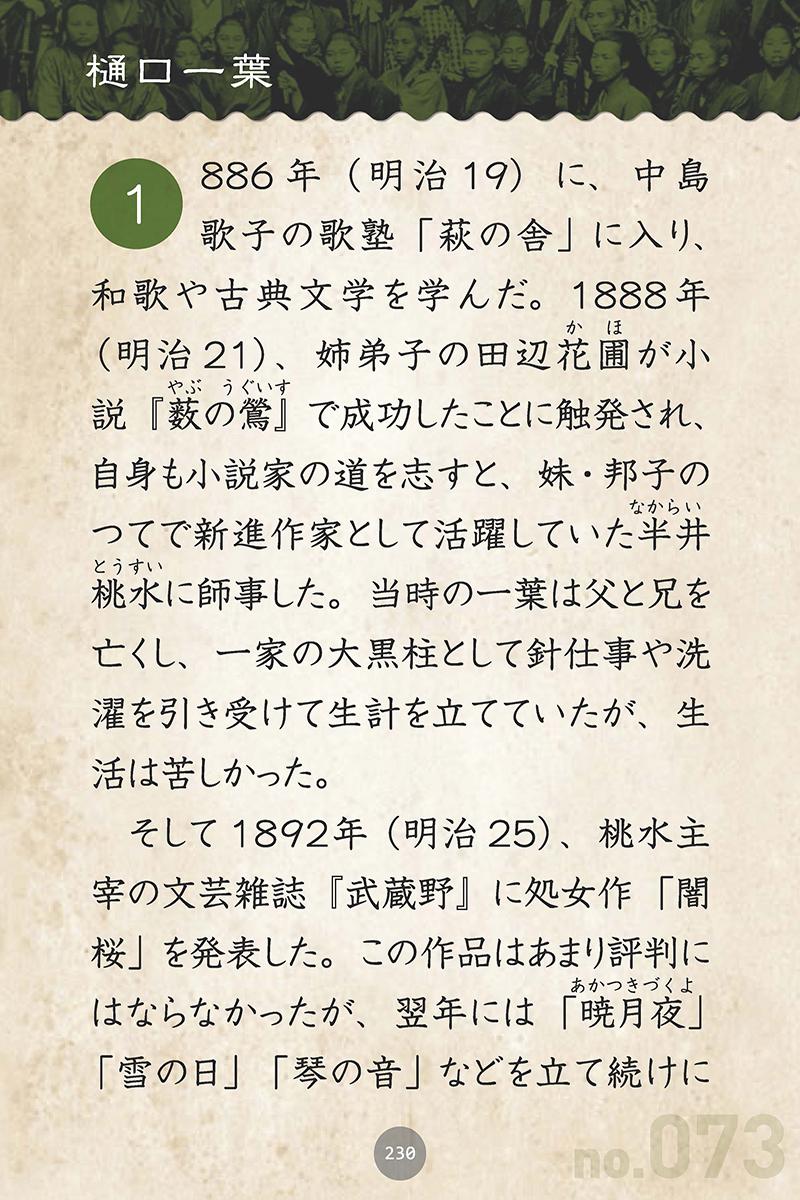 樋口一葉
1886年（明治19）に、中島
歌子の歌塾「萩の舎」に入り、
和歌や古典文学を学んだ。1888年
かほ
（明治21）、姉弟子の田辺花圃が小
やぶ うぐいす
説『薮の鶯』で成功したことに触発され、
自身も小説家の道を志すと、妹・邦子の
なからい
つてで新進作家として活躍していた半井
とうすい
桃水に師事した。当時の一葉は父と兄を
亡くし、一家の大黒柱として針仕事や洗
濯を引き受けて生計を立てていたが、生
活は苦しかった。
そして1892年（明治25）、桃水主
宰の文芸雑誌『武蔵野』に処女作「闇
桜」を発表した。この作品はあまり評判に
あかつきづくよ
はならなかったが、翌年には「暁月夜」
「雪の日」「琴の音」などを立て続けに
230
no.073